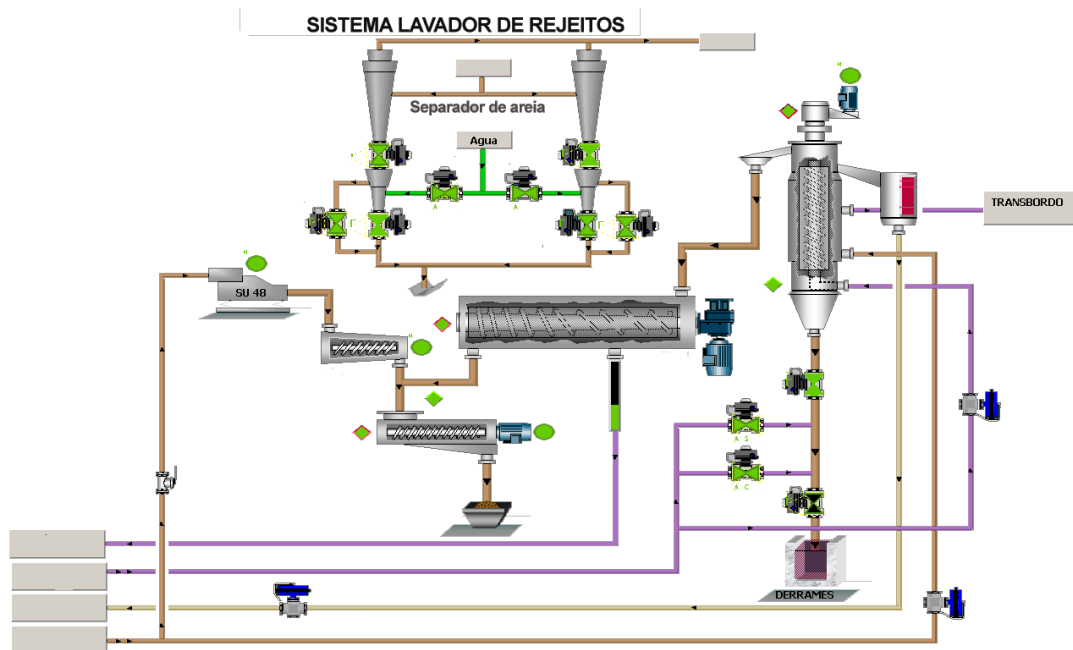 SISTEMA LAVADOR DE REJEITOS
Separador de areia
Agua
TRANSBORDO
SU 48
A
A
A S
A C
DERRAMES